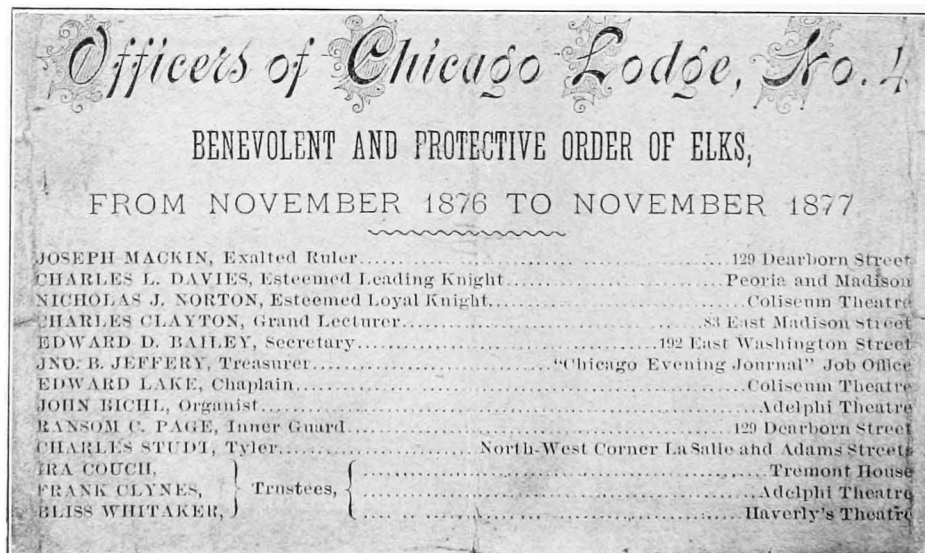 Officers of Chicago Lodge, No. 4
BENEVOLENT AND PROTECTIVE ORDER OF ELKS,
FROM NOVEMBER 1876 TO NOVEMBER 1877
JOSEPH MACKIN, Exalted Ruler 129 Dearborn Street
CHARLES L. DAVIES, Esteemed Leading Knight Peoria and Madison
NICHOLAS J. NORTON, Esteemed Loyal Knight Coliseum Theatre
CHARLES CLAYTON, Grand Lecturer 83 East Madison Street
EDWARD D. BAILEY, Secretary 192 East Washington Street
JNO. B. JEFFERY, Treasurer "Chicago Evening Journal" Job Office
EDWARD LAKE, Chaplain Coliseum Theatre
JOHN BICHL, Organist Adelphi Theatre
RANSOM C. PAGE, Inner Guard 129 Dearborn Street
CHARLES STUDT, Tyler North-West Corner LaSalle and Adams Streets
IRA COUCH, Tremont House
FRANK CLYNES, Trustees, Adelphi Theatre
BLISS WHITAKER, Haverly's Theatre